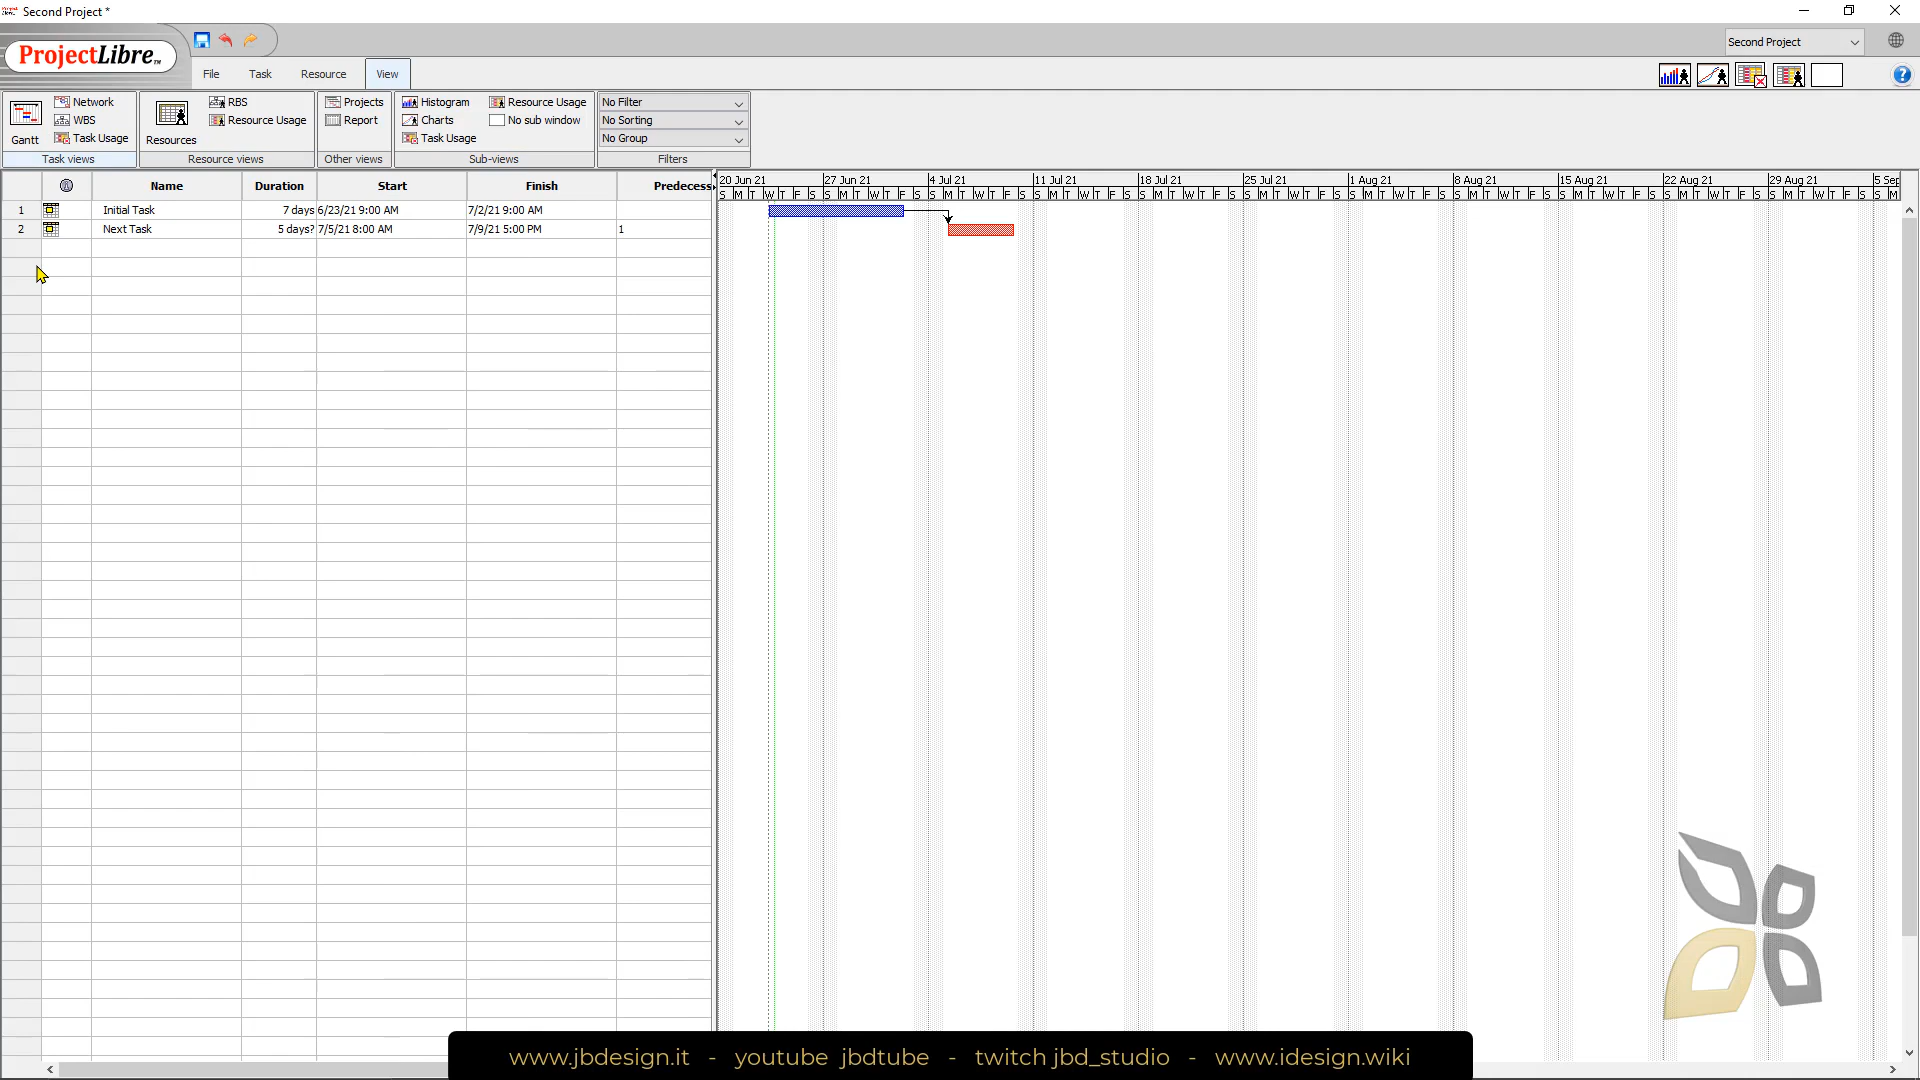 Second Project *
ProjectLibre™
Second Project
File Task Resource View
Gantt
Network
WBS
Task Usage
Task views
Resources
RBS
Resource Usage
Resource views
Projects
Report
Other views
Histogram
Charts
Task Usage
Resource Usage
No sub window
Sub-views
No Filter
No Sorting
No Group
Filters
Name Duration Start Finish Predecess
1 Initial Task 7 days 6/23/21 9:00 AM 7/2/21 9:00 AM
2 Next Task 5 days? 7/5/21 8:00 AM 7/9/21 5:00 PM 1
20 Jun 21 27 Jun 21 4 Jul 21 11 Jul 21 18 Jul 21 25 Jul 21 1 Aug 21 8 Aug 21 15 Aug 21 22 Aug 21 29 Aug 21 5 Sep
S M T W T F S S M T W T F S S M T W T F S S M T W T F S S M T W T F S S M T W T F S S M T W T F S S M T W T F S S M T W T F S S M T W T F S S M T W T F S S M
www.jbdesign.it - youtube jbdtube - twitch jbd_studio - www.idesign.wiki